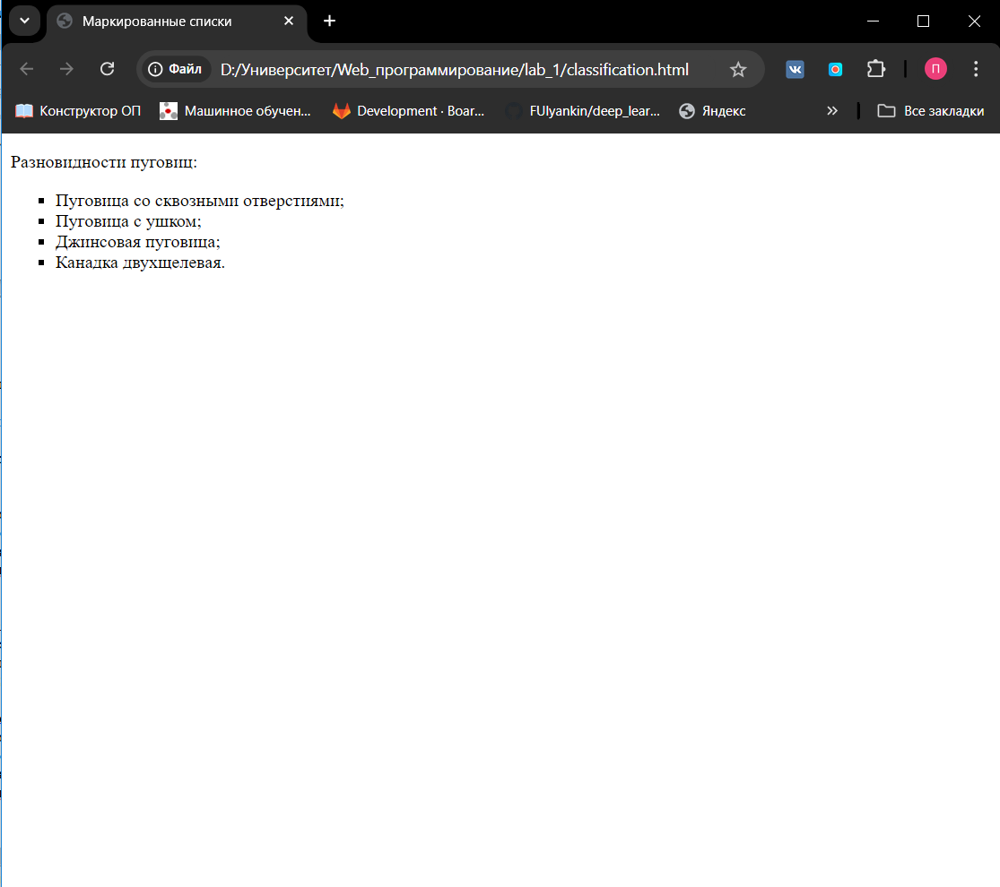 Маркированные списки
Файл D:/Университет/Web_программирование/lab_1/classification.html П
Конструктор ОП Машинное обучен... Development · Boar... FUlyankin/deep_lear... Яндекс Все закладки
Разновидности пуговиц:
Пуговица со сквозными отверстиями;
Пуговица с ушком;
Джинсовая пуговица;
Канадка двухщелевая.